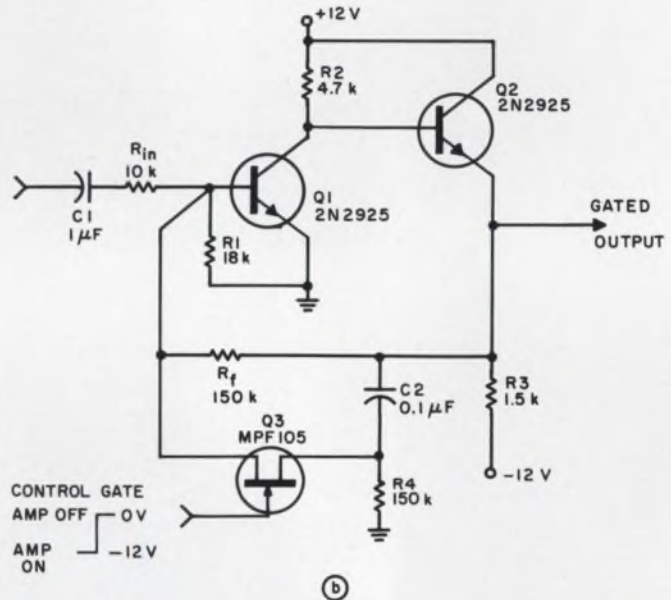 +12 V
R2
4.7 k
Q2
2N2925
Rin
10 k
C1
1 µF
Q1
2N2925
R1
18k
GATED
OUTPUT
Rf
150 k
C2
0.1 µF
R3
1.5 k
Q3
MPF105
R4
150 k
-12 V
CONTROL GATE
AMP OFF
0 V
AMP
ON
-12 V
b